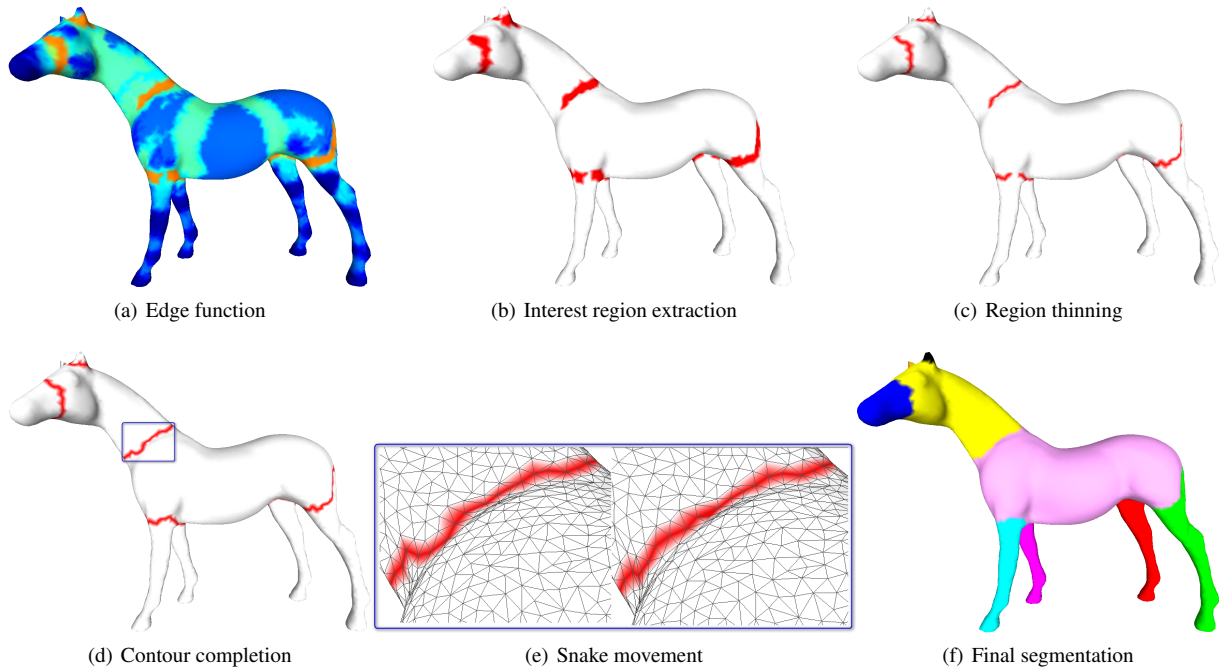 (a) Edge function
(b) Interest region extraction
(c) Region thinning
(d) Contour completion
(e) Snake movement
(f) Final segmentation